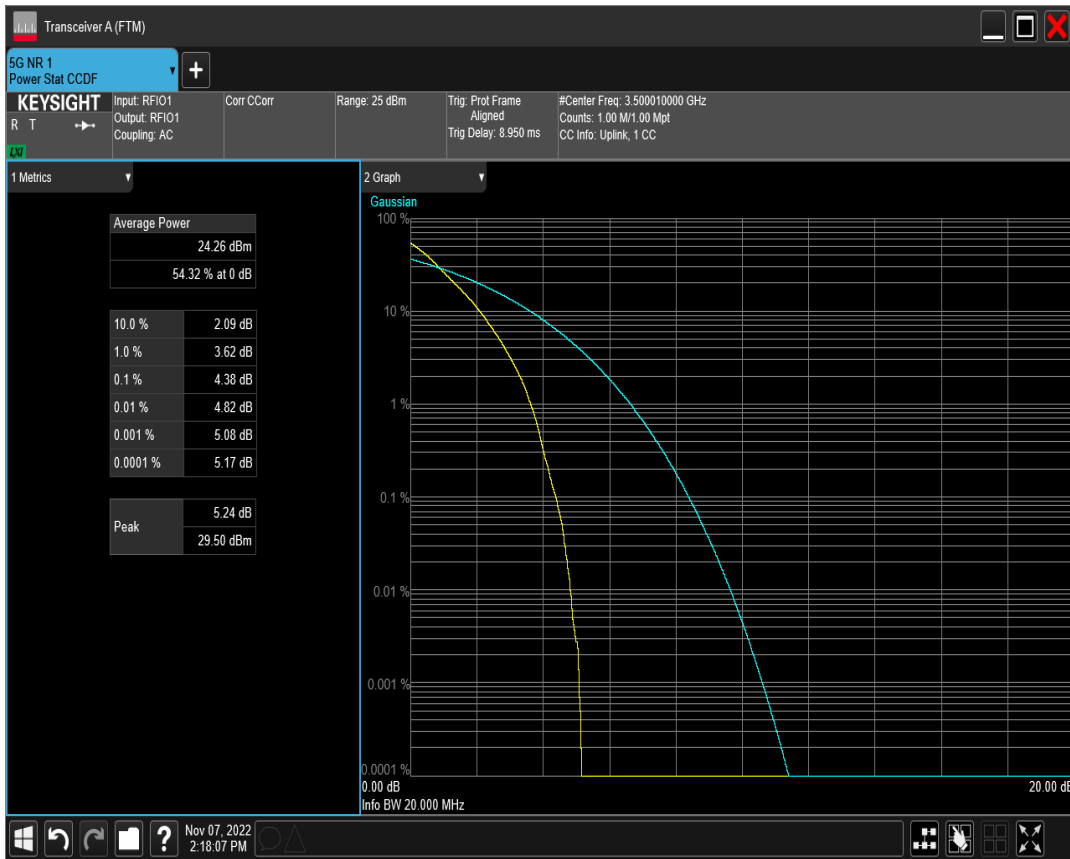 Transceiver A (FTM)
5G NR 1
Power Stat CCDF
+
KEYSIGHT
R T
LXI
Input: RFIO1
Output: RFIO1
Coupling: AC
Corr CCorr
Range: 25 dBm
Trig: Prot Frame
Aligned
Trig Delay: 8.950 ms
#Center Freq: 3.500010000 GHz
Counts: 1.00 M/1.00 Mpt
CC Info: Uplink, 1 CC
1 Metrics
Average Power
24.26 dBm
54.32 % at 0 dB
10.0 % 2.09 dB
1.0 % 3.62 dB
0.1 % 4.38 dB
0.01 % 4.82 dB
0.001 % 5.08 dB
0.0001 % 5.17 dB
Peak 5.24 dB
29.50 dBm
2 Graph
Gaussian
100 %
10 %
1 %
0.1 %
0.01 %
0.001 %
0.0001 %
0.00 dB 20.00 dB
Info BW 20.000 MHz
?
Nov 07, 2022
2:18:07 PM